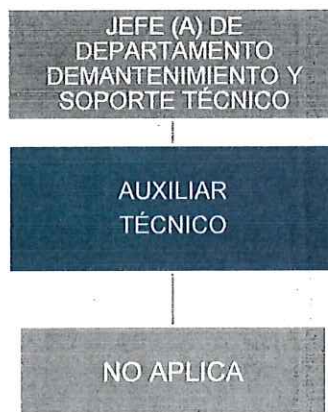 JEFE (A) DE
DEPARTAMENTO
DEMANTENIMIENTO Y
SOPORTE TÉCNICO
AUXILIAR
TÉCNICO
NO APLICA